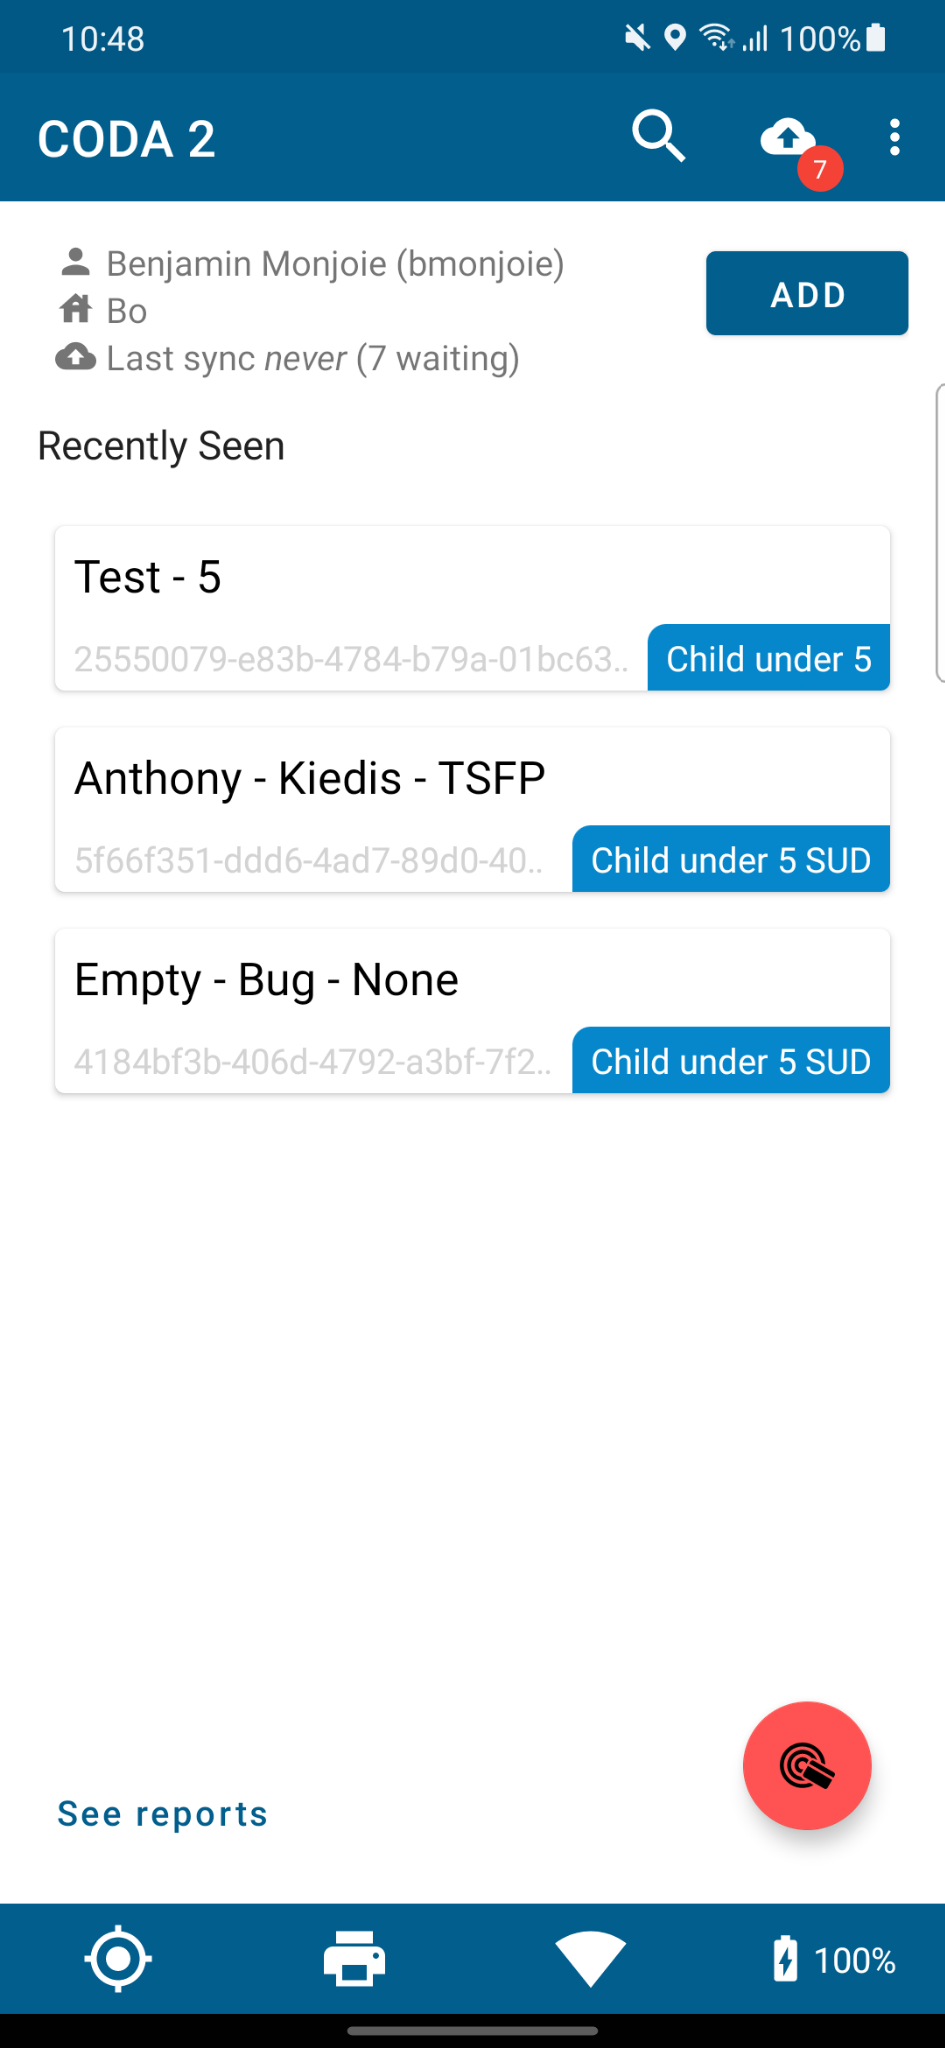 10:48
100%
CODA 2
7
Benjamin Monjoie (bmonjoie)
ADD
Bo
Last sync never (7 waiting)
Recently Seen
Test - 5
25550079-e83b-4784-b79a-01bc63..
Child under 5
Anthony - Kiedis - TSFP
5f66f351-ddd6-4ad7-89d0-40..
Child under 5 SUD
Empty - Bug - None
4184bf3b-406d-4792-a3bf-7f2..
Child under 5 SUD
See reports
100%